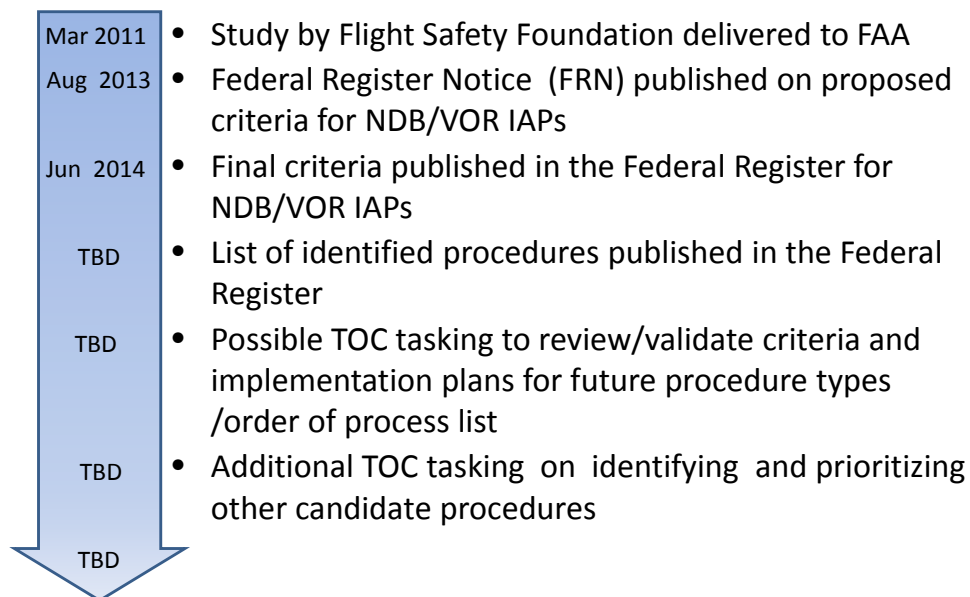 Mar 2011 • Study by Flight Safety Foundation delivered to FAA
Aug 2013 • Federal Register Notice (FRN) published on proposed
criteria for NDB/VOR IAPs
Jun 2014 • Final criteria published in the Federal Register for
NDB/VOR IAPs
TBD • List of identified procedures published in the Federal
Register
TBD • Possible TOC tasking to review/validate criteria and
implementation plans for future procedure types
/order of process list
TBD • Additional TOC tasking on identifying and prioritizing
other candidate procedures
TBD